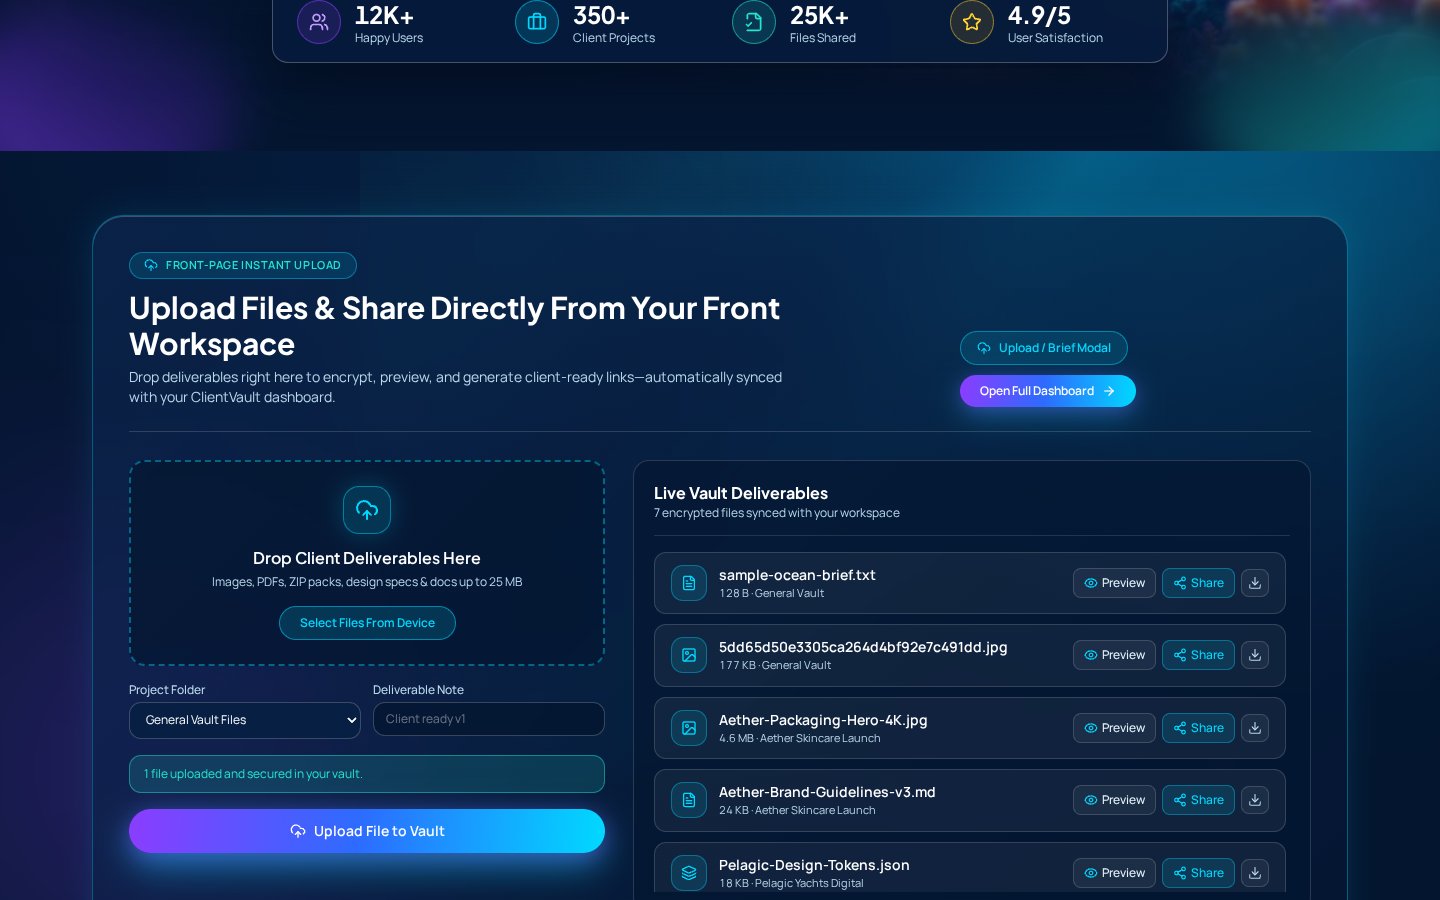 12K+
Happy Users
350+
Client Projects
25K+
Files Shared
4.9/5
User Satisfaction
FRONT-PAGE INSTANT UPLOAD
Upload Files & Share Directly From Your Front
Workspace
Drop deliverables right here to encrypt, preview, and generate client-ready links—automatically synced
with your ClientVault dashboard.
Upload / Brief Modal
Open Full Dashboard
Drop Client Deliverables Here
Images, PDFs, ZIP packs, design specs & docs up to 25 MB
Select Files From Device
Project Folder
Deliverable Note
General Vault Files
Client ready v1
1 file uploaded and secured in your vault.
Upload File to Vault
Live Vault Deliverables
7 encrypted files synced with your workspace
sample-ocean-brief.txt
128 B · General Vault
Preview
Share
5dd65d50e3305ca264d4bf92e7c491dd.jpg
177 KB · General Vault
Preview
Share
Aether-Packaging-Hero-4K.jpg
4.6 MB · Aether Skincare Launch
Preview
Share
Aether-Brand-Guidelines-v3.md
24 KB · Aether Skincare Launch
Preview
Share
Pelagic-Design-Tokens.json
18 KB · Pelagic Yachts Digital
Preview
Share